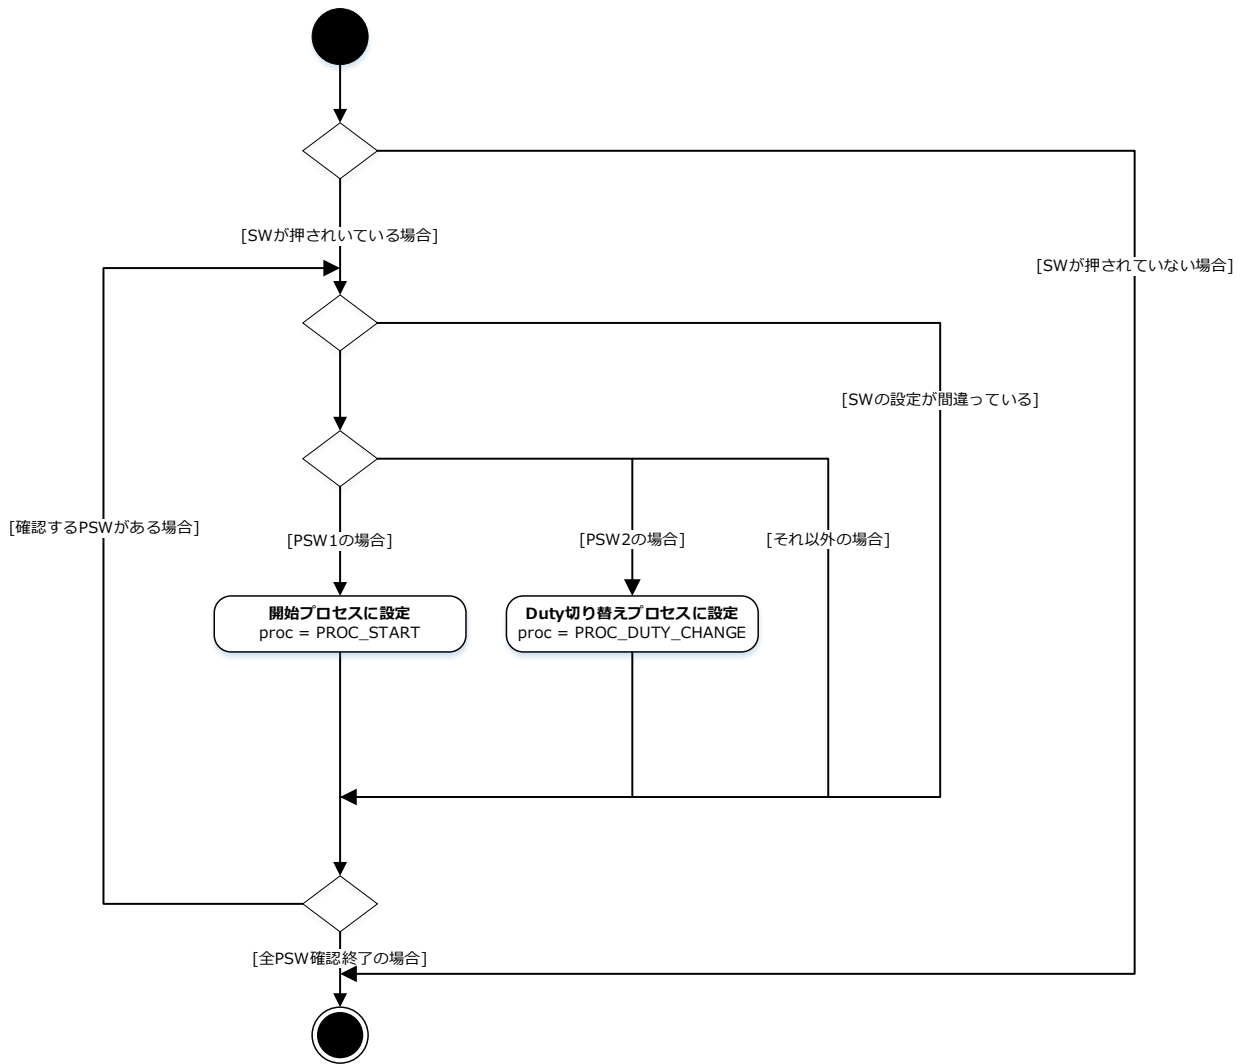 [SWが押されいている場合]
[SWが押されていない場合]
[SWの設定が間違っている]
[確認するPSWがある場合]
[PSW1の場合]
[PSW2の場合]
[それ以外の場合]
開始プロセスに設定
proc = PROC_START
Duty切り替えプロセスに設定
proc = PROC_DUTY_CHANGE
[全PSW確認終了の場合]